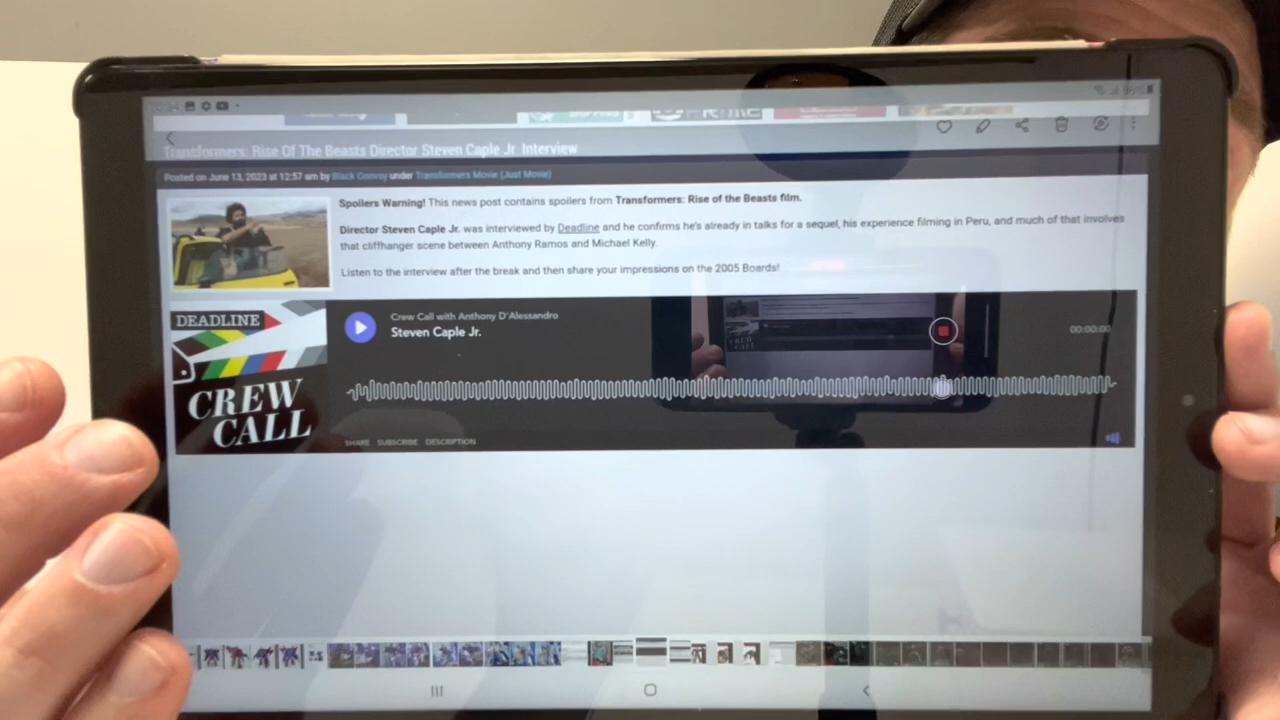 Transformers: Rise Of The Beasts Director Steven Caple Jr. Interview
Posted on June 13, 2023 at 12:57 am by Black Convoy under Transformers Movie (Just Movie)
Spoilers Warning! This news post contains spoilers from Transformers: Rise of the Beasts film.
Director Steven Caple Jr. was interviewed by Deadline and he confirms he's already in talks for a sequel, his experience filming in Peru, and much of that involves
that cliffhanger scene between Anthony Ramos and Michael Kelly.
Listen to the interview after the break and then share your impressions on the 2005 Boards!
DEADLINE
CREW
CALL
Crew Call with Anthony D'Alessandro
Steven Caple Jr.
00:00:00
SHARE SUBSCRIBE DESCRIPTION